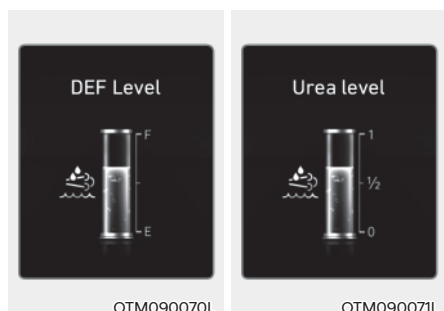 DEF Level
F
E
OTM090070L
Urea level
1
½
0
OTM090071L